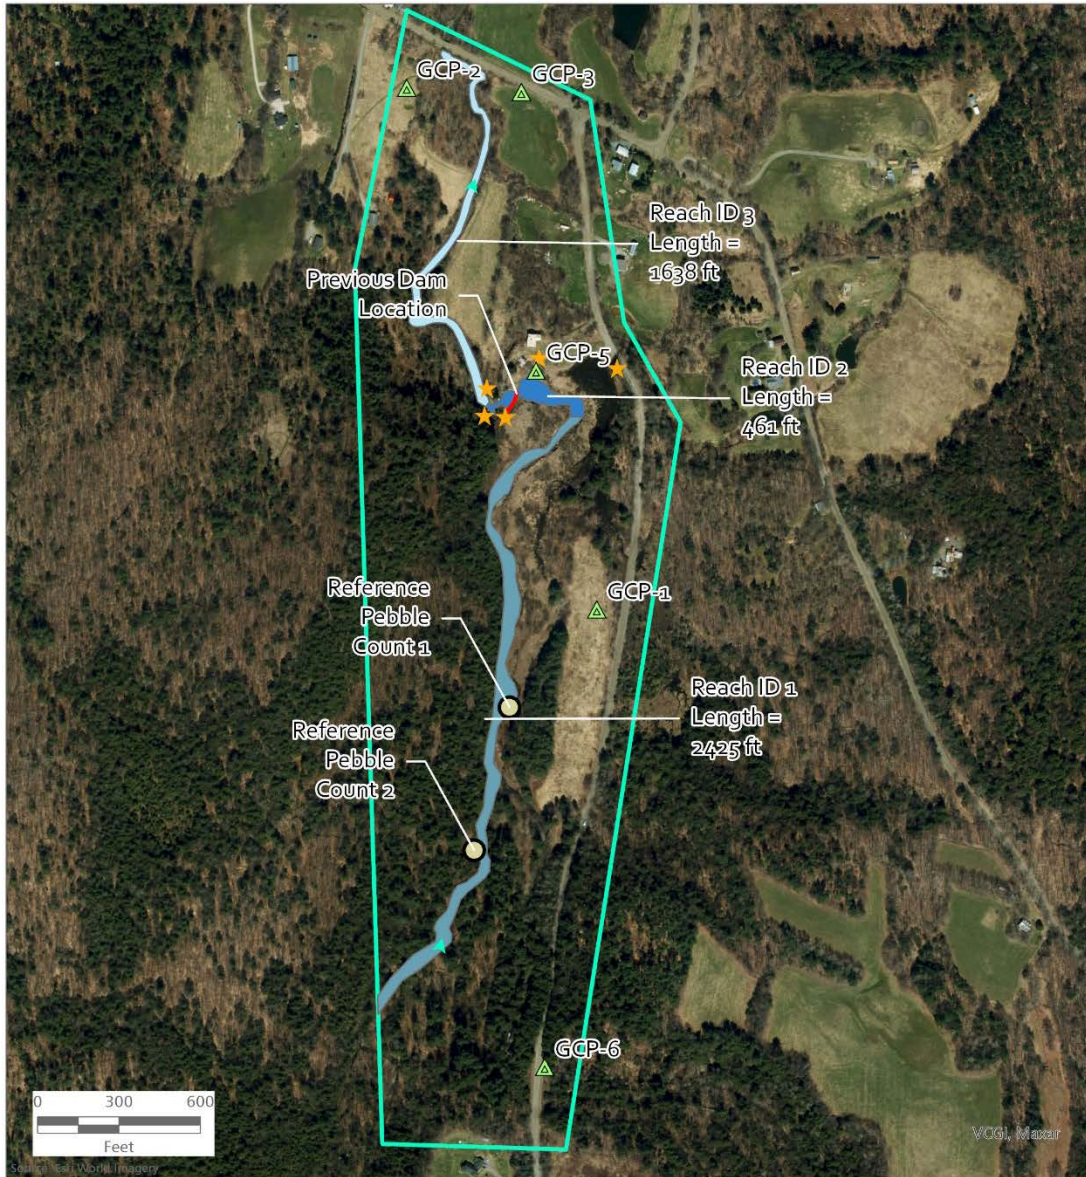 GCP-2
GCP-3
Reach ID 3
Length =
1638 ft
Previous Dam
Location
GCP-5
Reach ID 2
Length =
461 ft
Reference
Pebble
Count 1
GCP-1
Reach ID 1
Length =
2425 ft
Reference
Pebble
Count 2
GCP-6
0 300 600
Feet
VCGI, Maxar
Source: Esri World Imagery